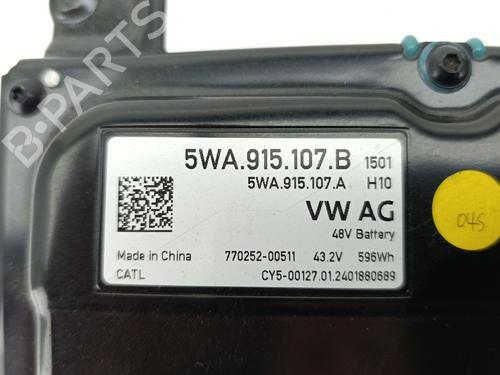 5WA.915.107.B 1501
5WA.915.107.A H10
VW AG
48V Battery
Made in China 770252-00511 43.2V 596Wh
CATL CY5-00127.01.2401880689
04S
B-PARTS